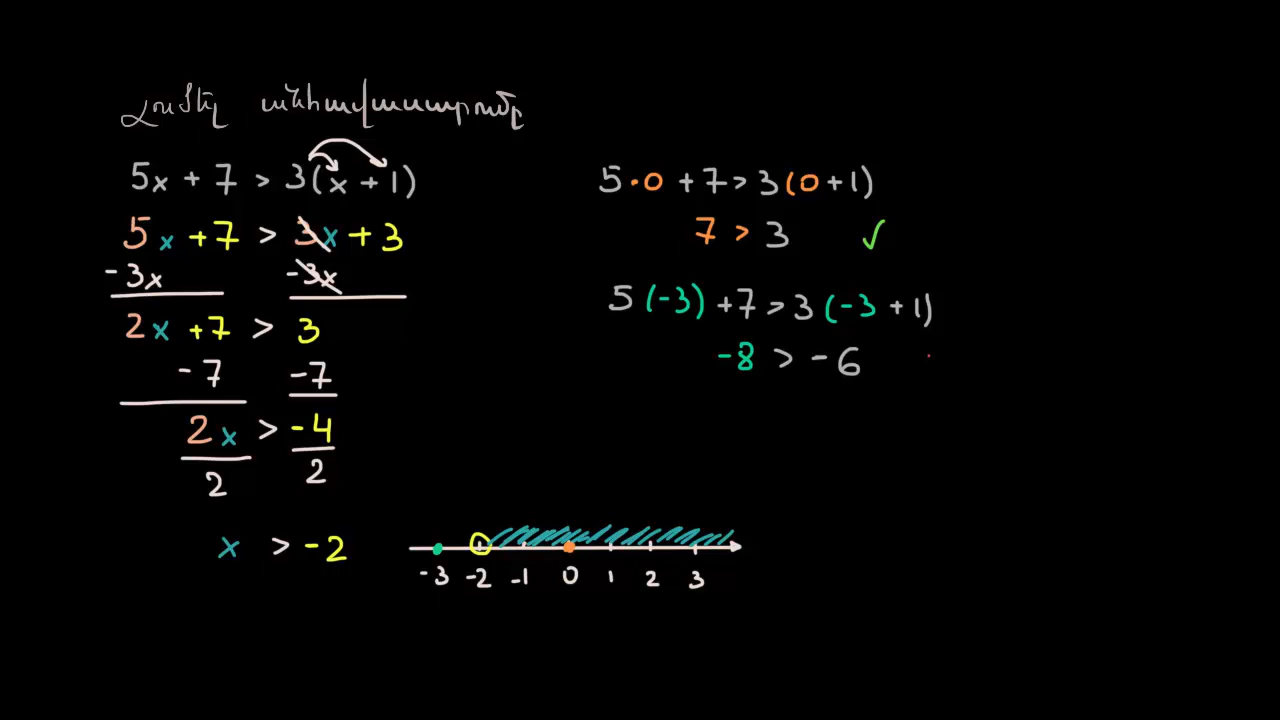 Լուծել անհավասարումը
5x + 7 > 3(x + 1)
5x + 7 > 3x + 3
-3x -3x
2x + 7 > 3
-7 -7
2x > -4
2 2
x > -2
-3 -2 -1 0 1 2 3
5·0 + 7 > 3(0 + 1)
7 > 3 ✓
5(-3) + 7 > 3(-3 + 1)
-8 > -6